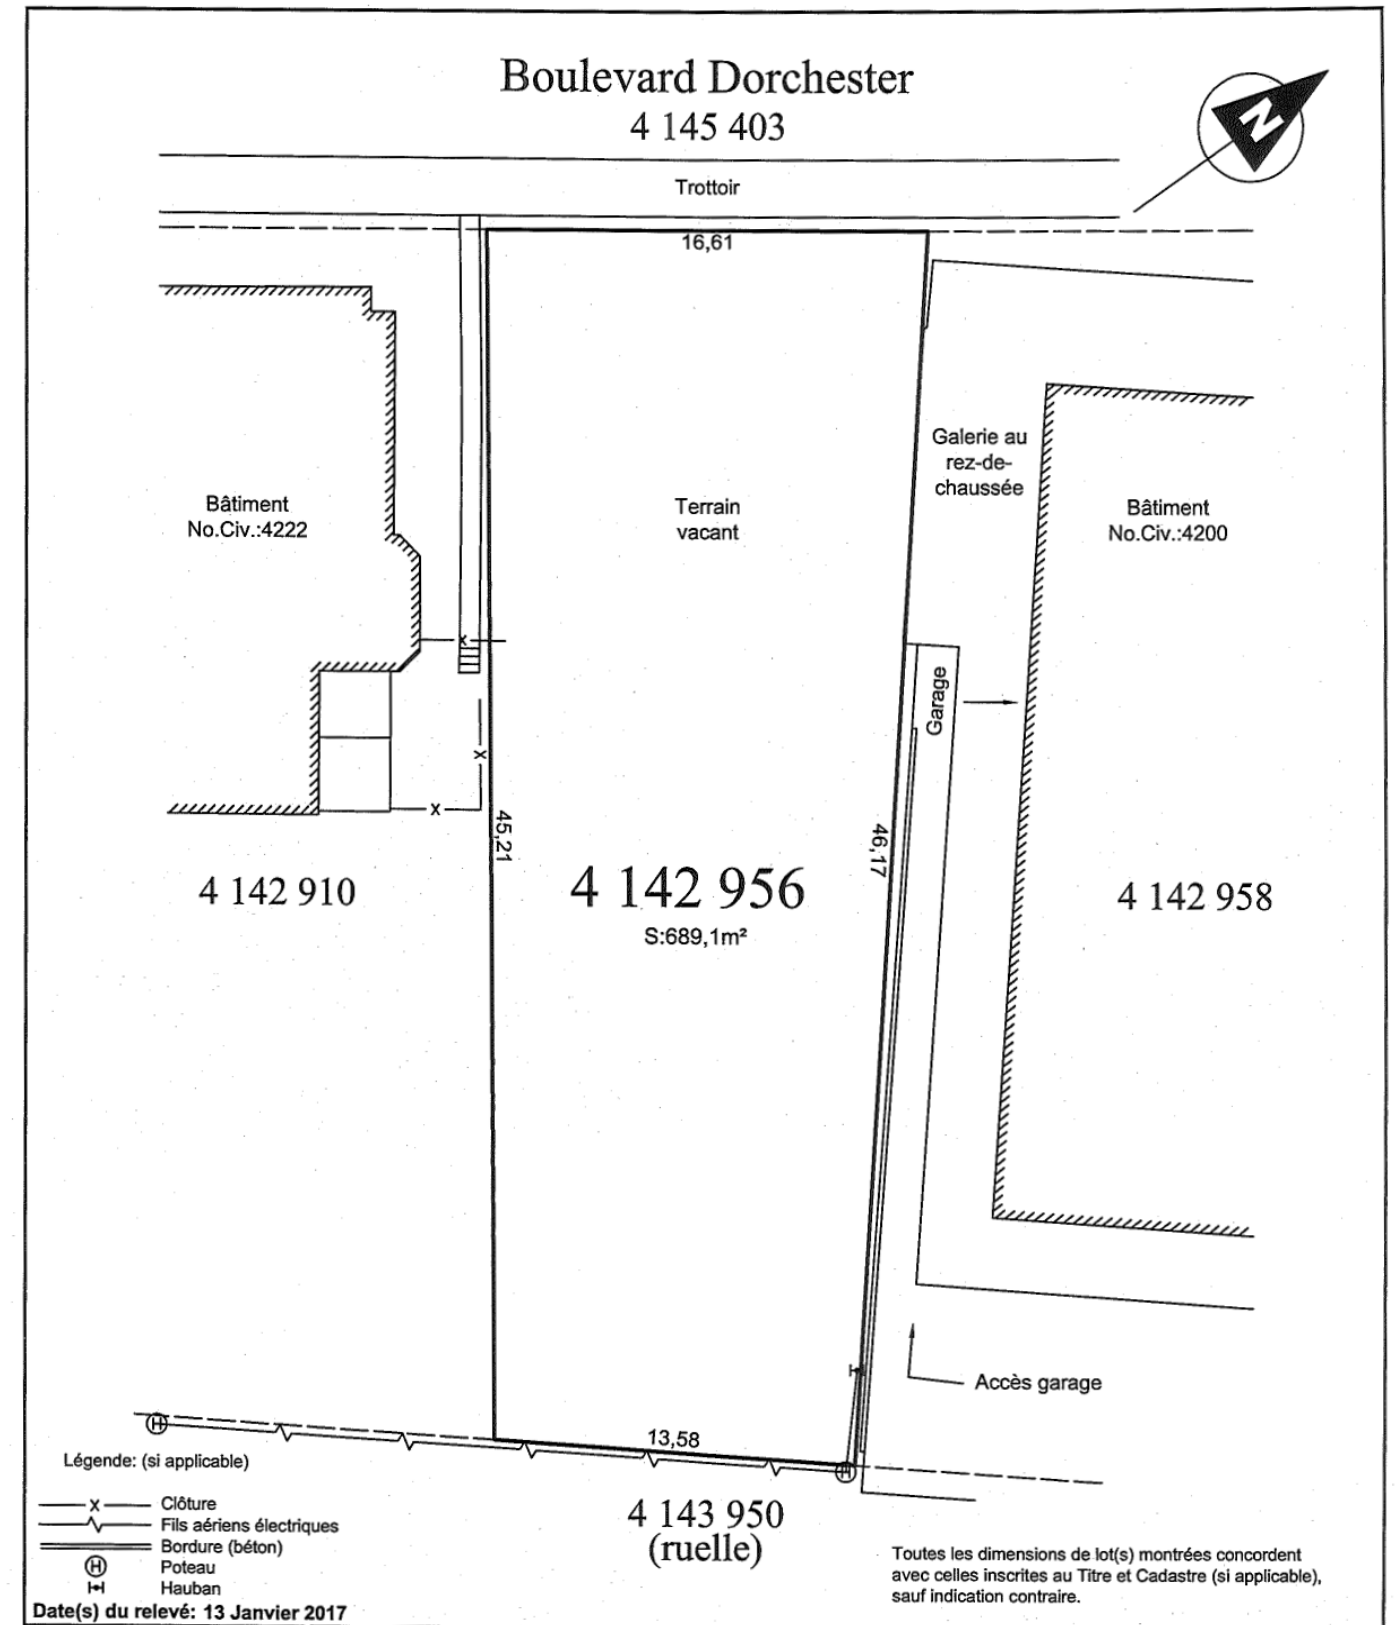 Boulevard Dorchester
4 145 403
N
Trottoir
16,61
Galerie au
rez-de-
chaussée
Bâtiment
No.Civ.:4222
Terrain
vacant
Bâtiment
No.Civ.:4200
x
Garage
x
x
45,21
46,17
4 142 910
4 142 956
4 142 958
S:689,1m²
Accès garage
H
13,58
H
Légende: (si applicable)
x Clôture
Fils aériens électriques
Bordure (béton)
H Poteau
Hauban
Date(s) du relevé: 13 Janvier 2017
4 143 950
(ruelle)
Toutes les dimensions de lot(s) montrées concordent
avec celles inscrites au Titre et Cadastre (si applicable),
sauf indication contraire.